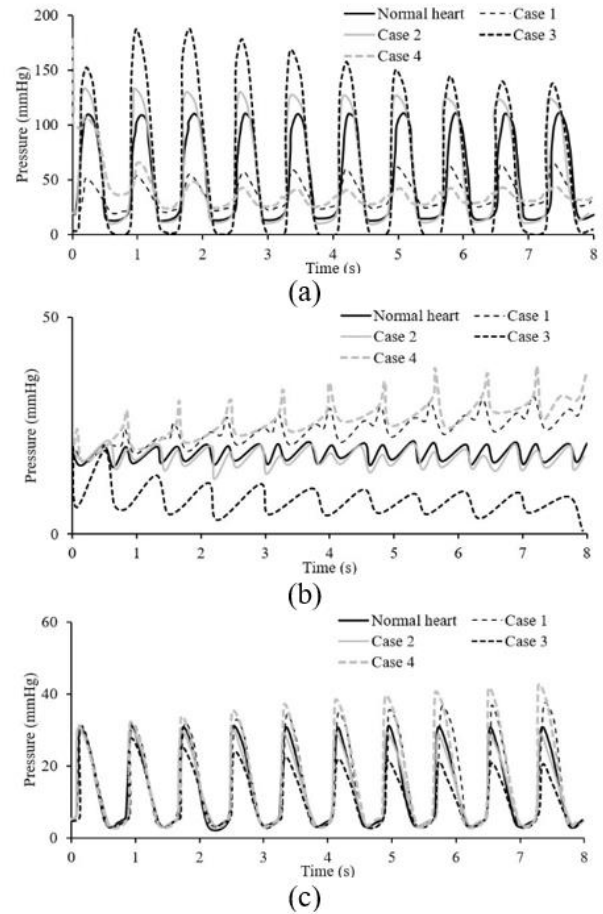 200
150
100
50
0
Pressure (mmHg)
Normal heart Case 1
Case 2 Case 3
Case 4
0 1 2 3 4 5 6 7 8
Time (s)
(a)
50
0
Pressure (mmHg)
Normal heart Case 1
Case 2 Case 3
Case 4
0 1 2 3 4 5 6 7 8
Time (s)
(b)
60
40
20
0
Pressure (mmHg)
Normal heart Case 1
Case 2 Case 3
Case 4
0 1 2 3 4 5 6 7 8
Time (s)
(c)